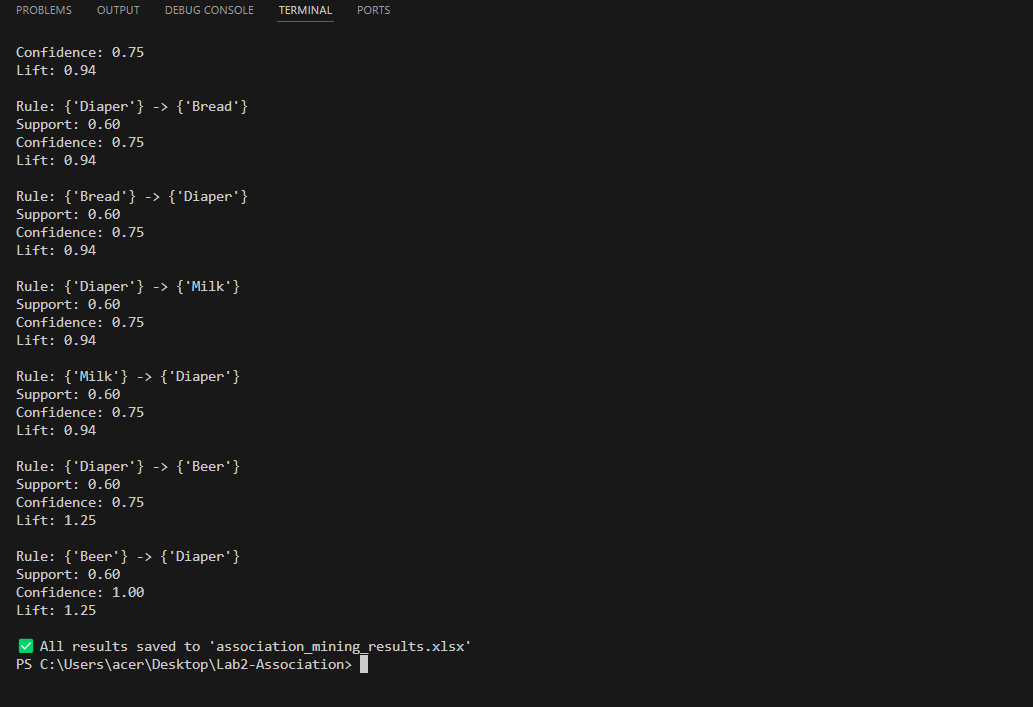 PROBLEMS OUTPUT DEBUG CONSOLE TERMINAL PORTS
Confidence: 0.75
Lift: 0.94
Rule: {'Diaper'} -> {'Bread'}
Support: 0.60
Confidence: 0.75
Lift: 0.94
Rule: {'Bread'} -> {'Diaper'}
Support: 0.60
Confidence: 0.75
Lift: 0.94
Rule: {'Diaper'} -> {'Milk'}
Support: 0.60
Confidence: 0.75
Lift: 0.94
Rule: {'Milk'} -> {'Diaper'}
Support: 0.60
Confidence: 0.75
Lift: 0.94
Rule: {'Diaper'} -> {'Beer'}
Support: 0.60
Confidence: 0.75
Lift: 1.25
Rule: {'Beer'} -> {'Diaper'}
Support: 0.60
Confidence: 1.00
Lift: 1.25
✅ All results saved to 'association_mining_results.xlsx'
PS C:\Users\acer\Desktop\Lab2-Association>